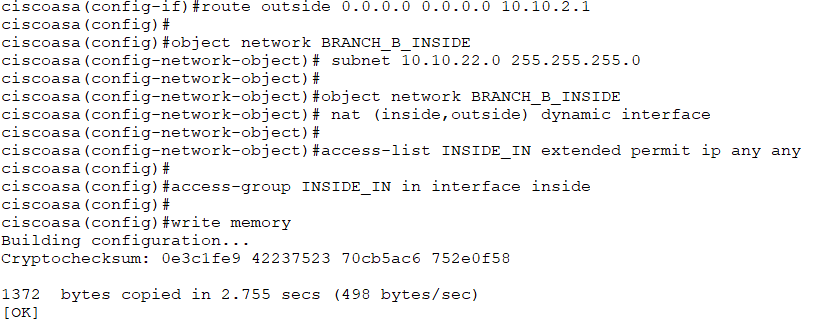 ciscoasa(config-if)#route outside 0.0.0.0 0.0.0.0 10.10.2.1
ciscoasa(config)#
ciscoasa(config)#object network BRANCH_B_INSIDE
ciscoasa(config-network-object)# subnet 10.10.22.0 255.255.255.0
ciscoasa(config-network-object)#
ciscoasa(config-network-object)#object network BRANCH_B_INSIDE
ciscoasa(config-network-object)# nat (inside,outside) dynamic interface
ciscoasa(config-network-object)#
ciscoasa(config-network-object)#access-list INSIDE_IN extended permit ip any any
ciscoasa(config)#
ciscoasa(config)#access-group INSIDE_IN in interface inside
ciscoasa(config)#
ciscoasa(config)#write memory
Building configuration...
Cryptochecksum: 0e3c1fe9 42237523 70cb5ac6 752e0f58

1372  bytes copied in 2.755 secs (498 bytes/sec)
[OK]